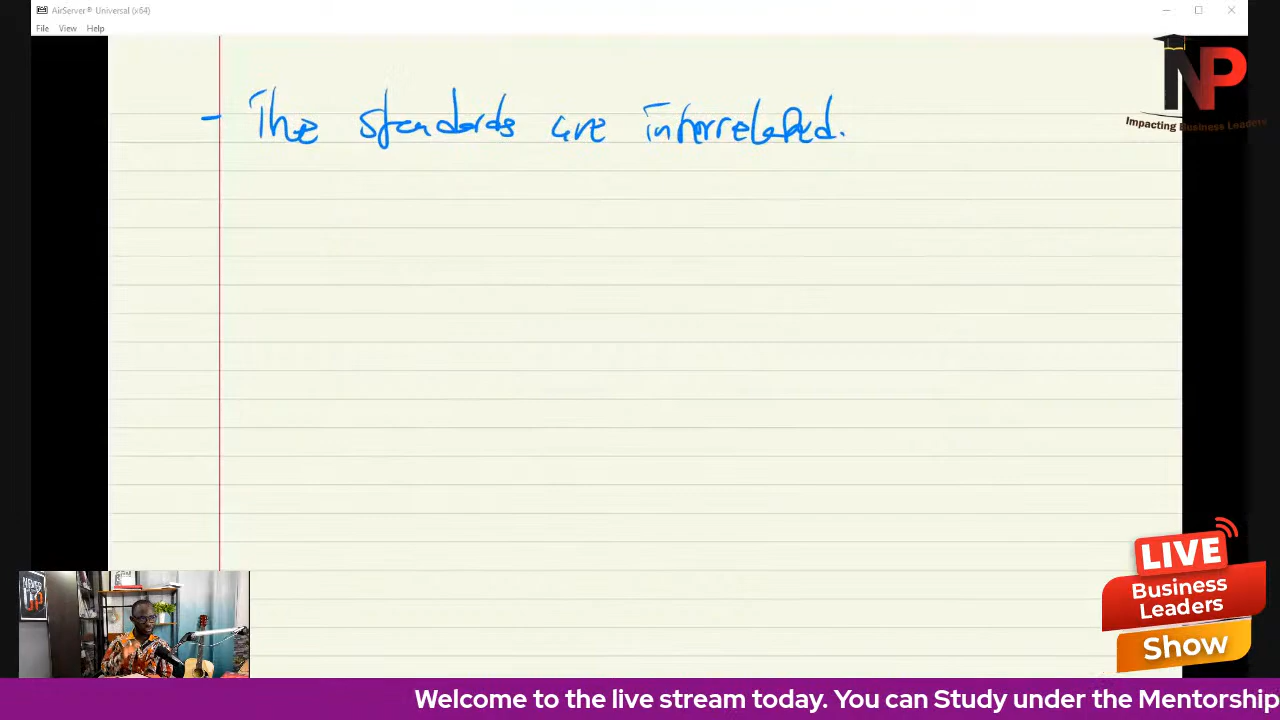 AirServer® Universal (x64)
File View Help
- The standards are interrelated.
NP
Impacting Business Leaders
LIVE
Business
Leaders
Show
Welcome to the live stream today. You can Study under the Mentorship